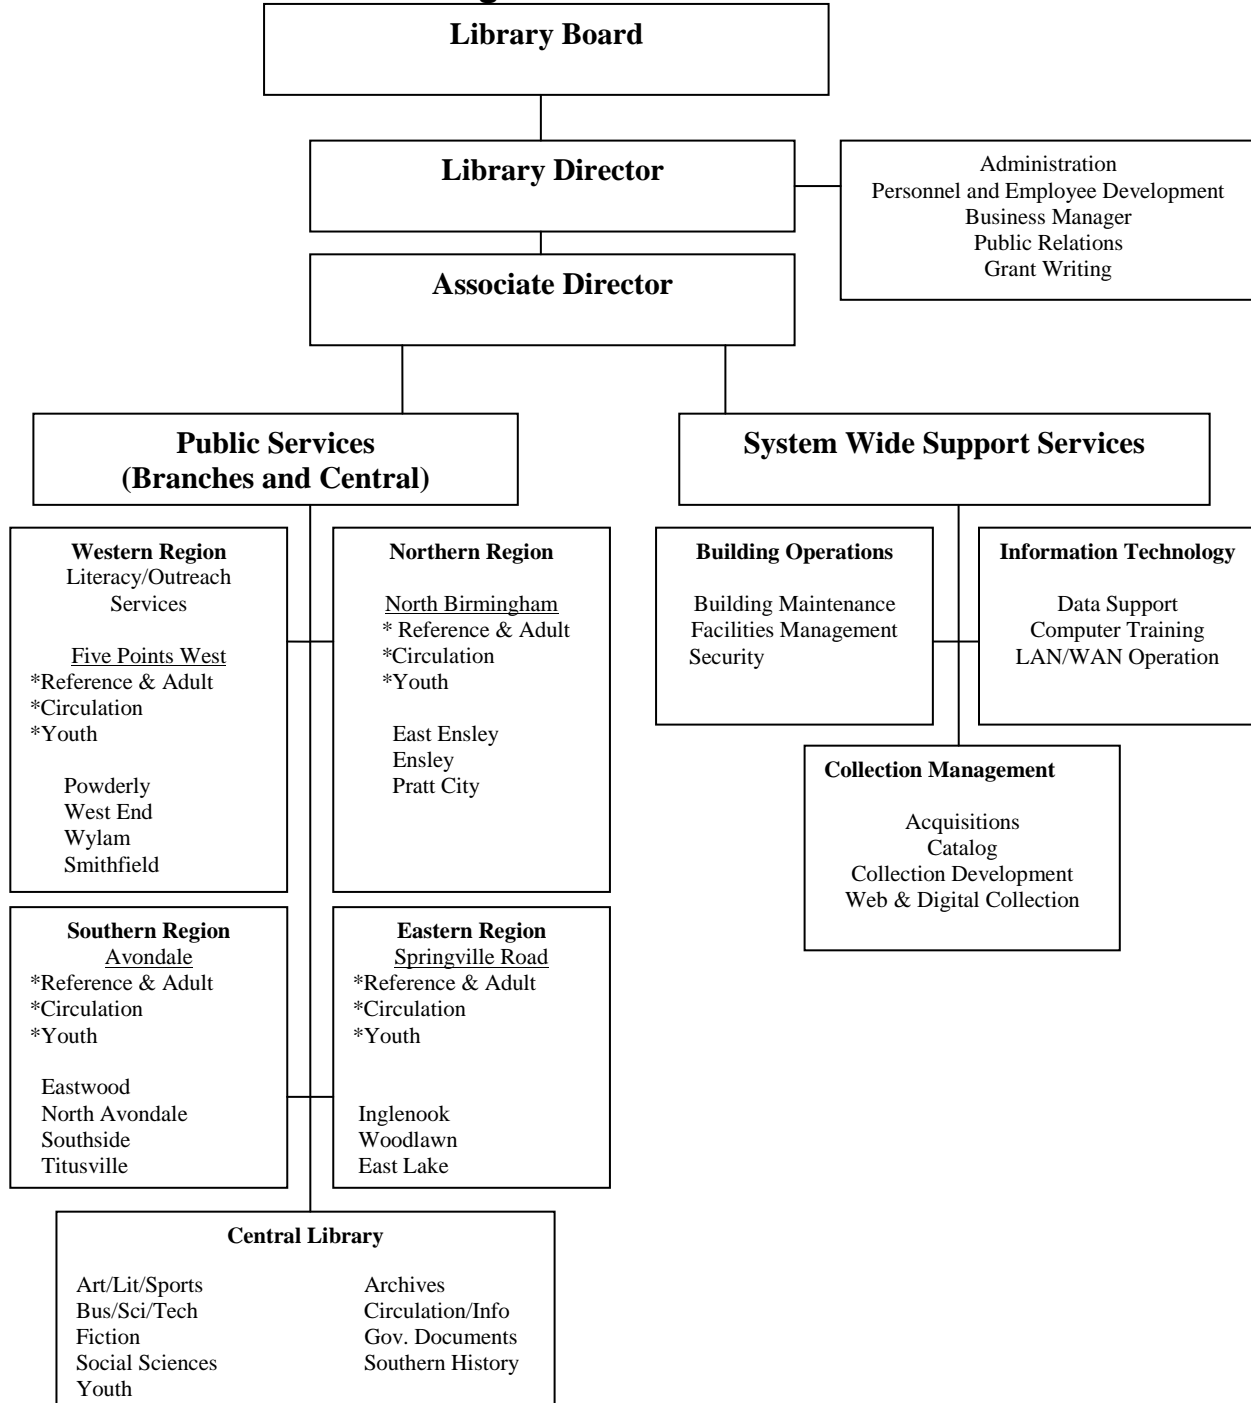 Library Board
Library Director
Administration
Personnel and Employee Development
Business Manager
Public Relations
Grant Writing
Associate Director
Public Services
(Branches and Central)
System Wide Support Services
Western Region
Literacy/Outreach
Services
Five Points West
*Reference & Adult
*Circulation
*Youth
Powderly
West End
Wylam
Smithfield
Northern Region
North Birmingham
* Reference & Adult
*Circulation
*Youth
East Ensley
Ensley
Pratt City
Building Operations
Building Maintenance
Facilities Management
Security
Information Technology
Data Support
Computer Training
LAN/WAN Operation
Collection Management
Acquisitions
Catalog
Collection Development
Web & Digital Collection
Southern Region
Avondale
*Reference & Adult
*Circulation
*Youth
Eastwood
North Avondale
Southside
Titusville
Eastern Region
Springville Road
*Reference & Adult
*Circulation
*Youth
Inglenook
Woodlawn
East Lake
Central Library
Art/Lit/Sports
Bus/Sci/Tech
Fiction
Social Sciences
Youth
Archives
Circulation/Info
Gov. Documents
Southern History